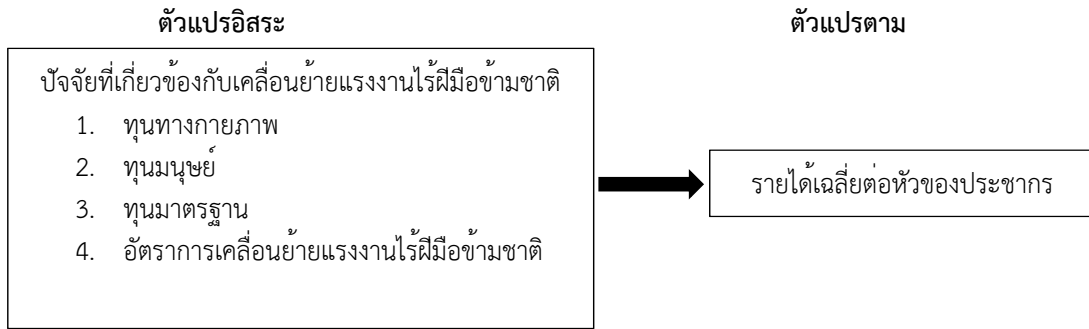 ตัวแปรอิสระ
ตัวแปรตาม
ปัจจัยที่เกี่ยวข้องกับเคลื่อนย้ายแรงงานไร้ฝีมือข้ามชาติ
1. ทุนทางกายภาพ
2. ทุนมนุษย์
3. ทุนมาตรฐาน
4. อัตราการเคลื่อนย้ายแรงงานไร้ฝีมือข้ามชาติ
รายได้เฉลี่ยต่อหัวของประชากร